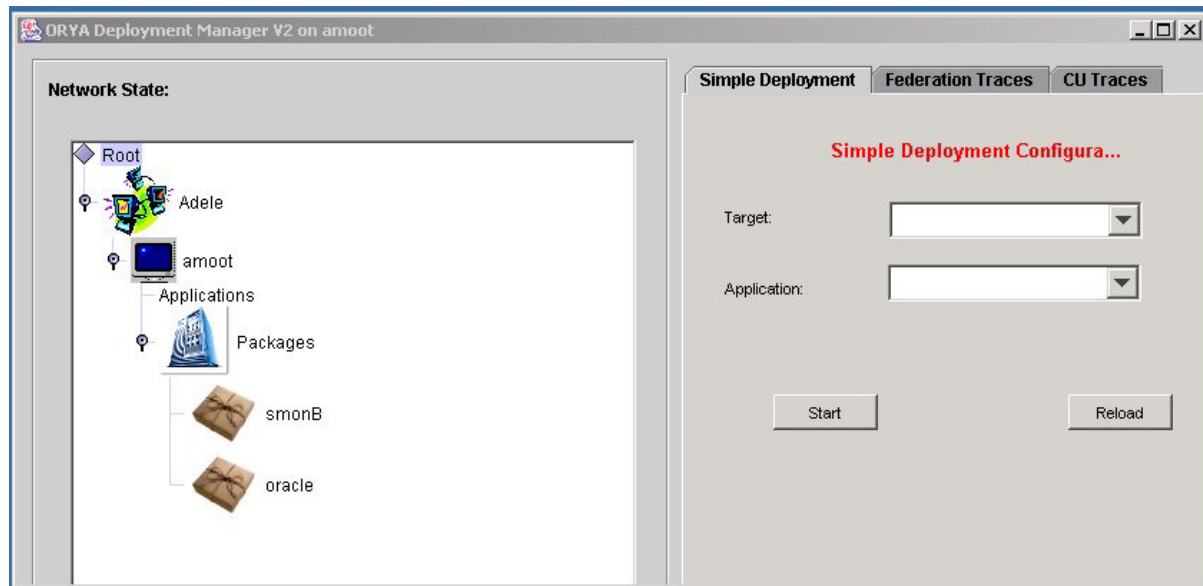 ORYA Deployment Manager V2 on amoot
Network State:
Root
Adele
amoot
Applications
Packages
smonB
oracle
Simple Deployment Federation Traces CU Traces
Simple Deployment Configura...
Target:
Application:
Start Reload